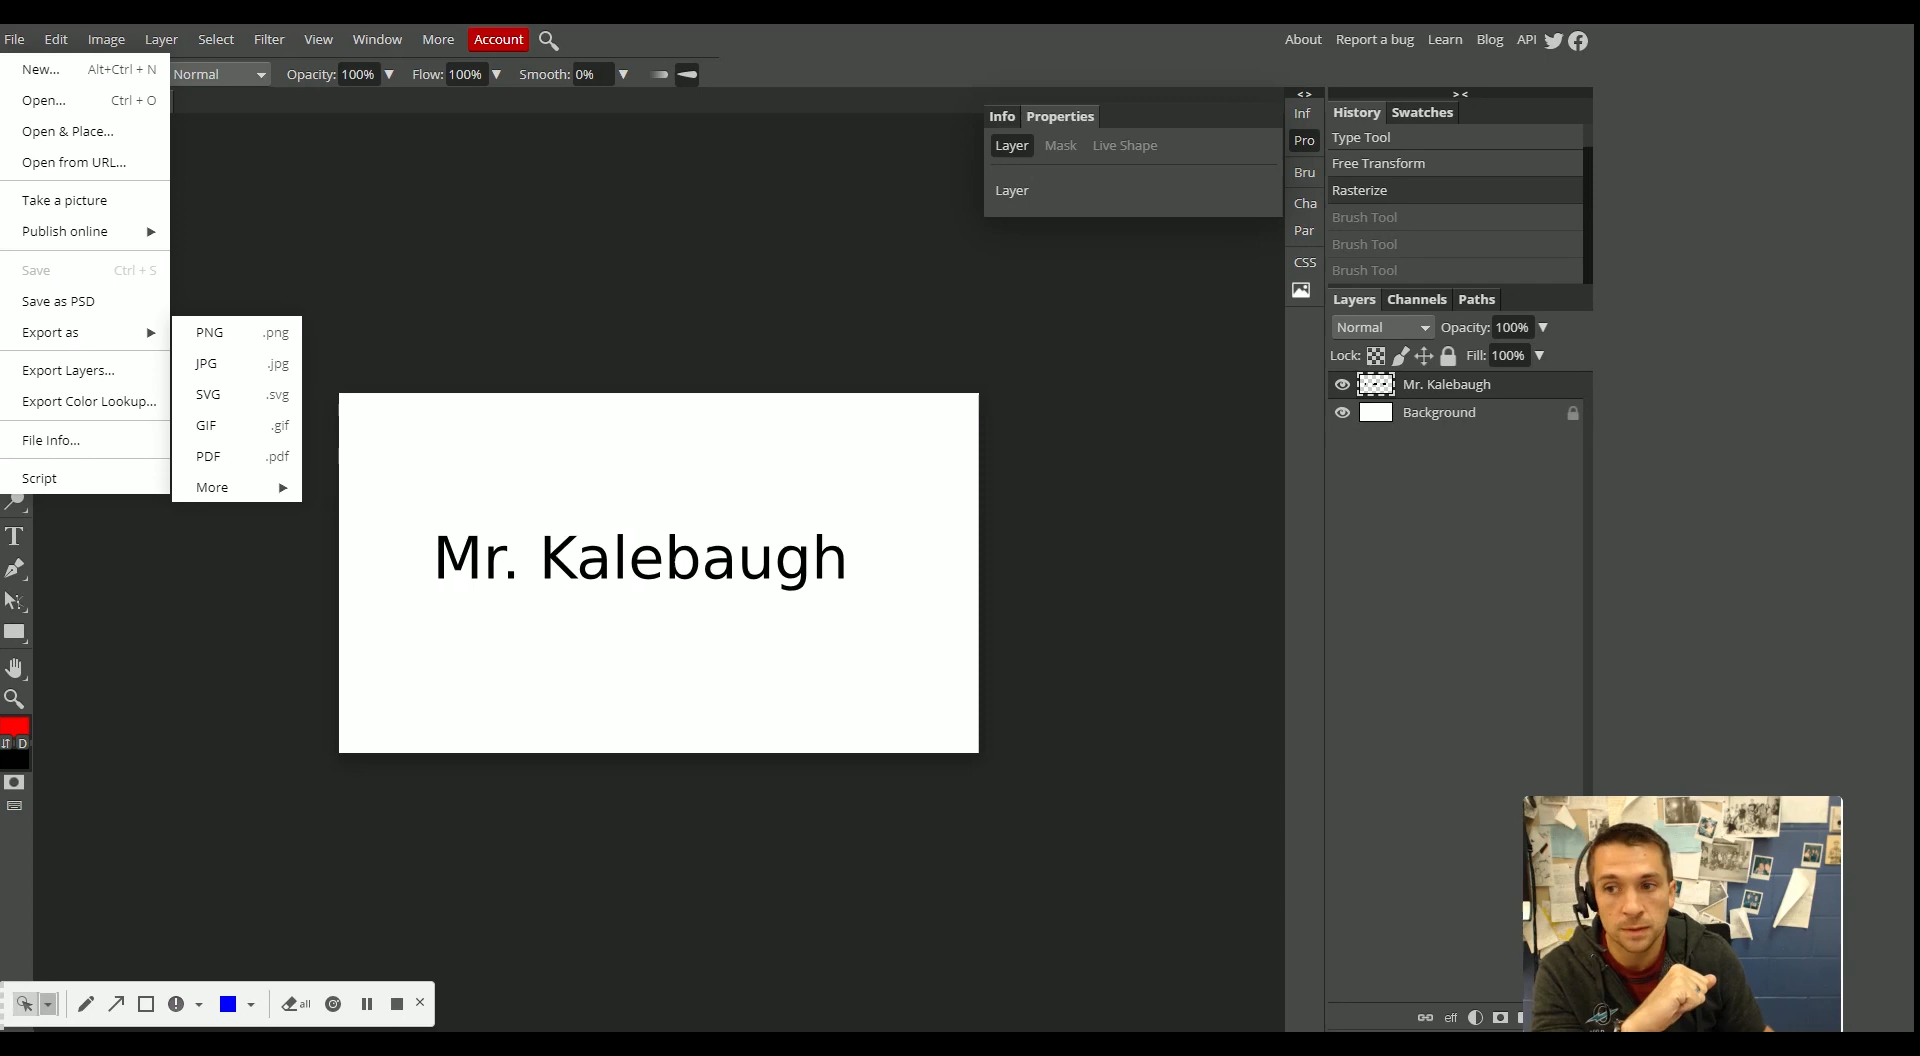 File Edit Image Layer Select Filter View Window More Account
About Report a bug Learn Blog API
Normal Opacity: 100% Flow: 100% Smooth: 0%
New... Alt+Ctrl + N
Open... Ctrl + O
Open & Place...
Open from URL...
Take a picture
Publish online
Save Ctrl + S
Save as PSD
Export as
Export Layers...
Export Color Lookup...
File Info...
Script
PNG .png
JPG .jpg
SVG .svg
GIF .gif
PDF .pdf
More
Mr. Kalebaugh
Info Properties
Layer Mask Live Shape
Layer
< >
Inf
Pro
Bru
Cha
Par
CSS
> <
History Swatches
Type Tool
Free Transform
Rasterize
Brush Tool
Brush Tool
Brush Tool
Layers Channels Paths
Normal Opacity: 100%
Lock: Fill: 100%
Mr. Kalebaugh
Background
T
D
all
eff